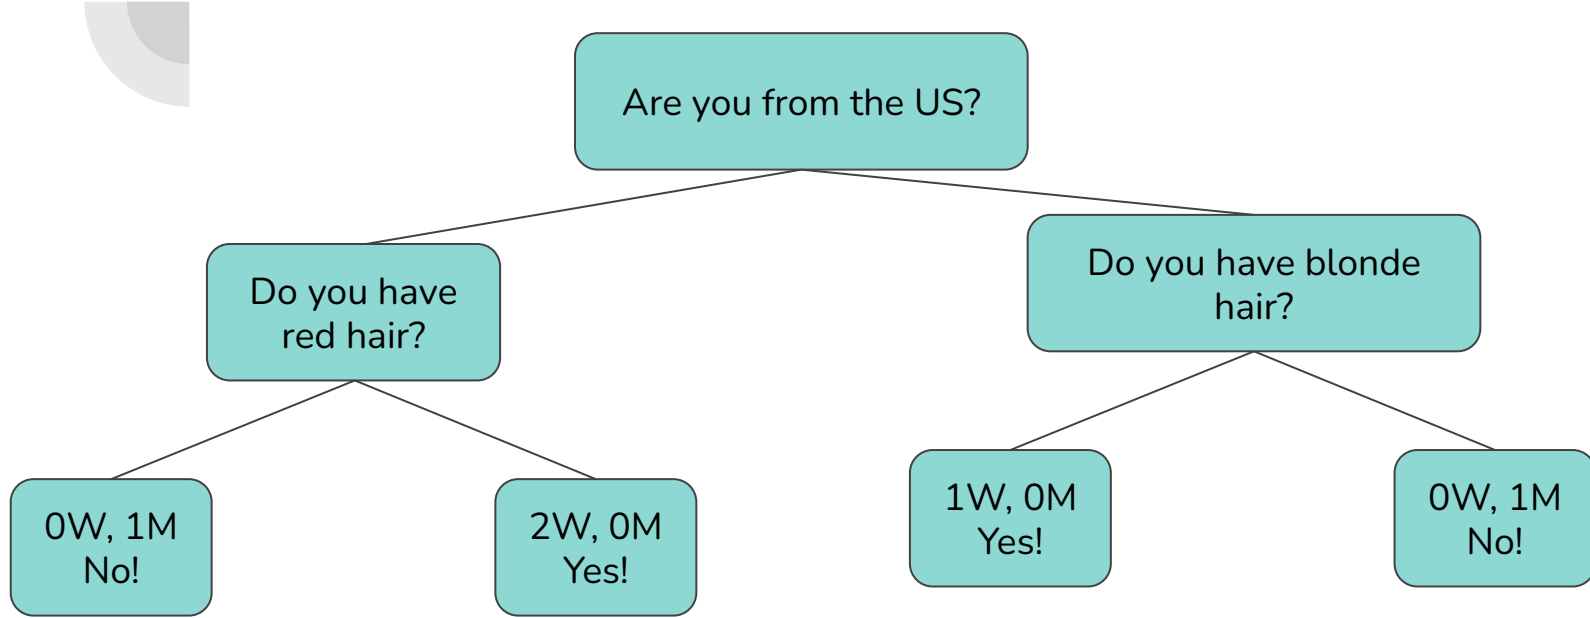 Are you from the US?
Do you have
red hair?
Do you have blonde
hair?
0W, 1M
No!
2W, 0M
Yes!
1W, 0M
Yes!
0W, 1M
No!